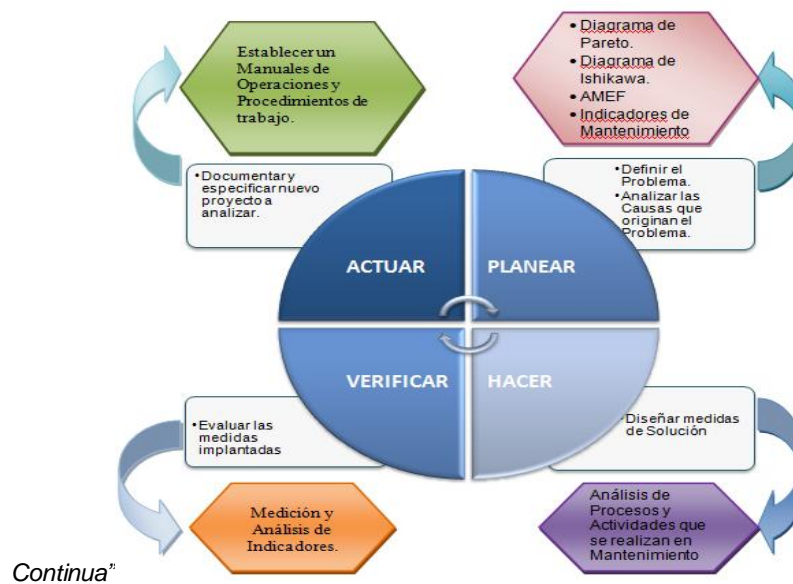 Establecer un
Manuales de
Operaciones y
Procedimientos de
trabajo.
• Diagrama de
Pareto.
• Diagrama de
Ishikawa.
• AMEF
• Indicadores de
Mantenimiento
•Documentar y
especificar nuevo
proyecto a
analizar.
•Definir el
Problema.
•Analizar las
Causas que
originan el
Problema.
ACTUAR
PLANEAR
VERIFICAR
HACER
•Evaluar las
medidas
implantadas
•Diseñar medidas
de Solución
Medición y
Análisis de
Indicadores.
Análisis de
Procesos y
Actividades que
se realizan en
Mantenimiento
Continua”